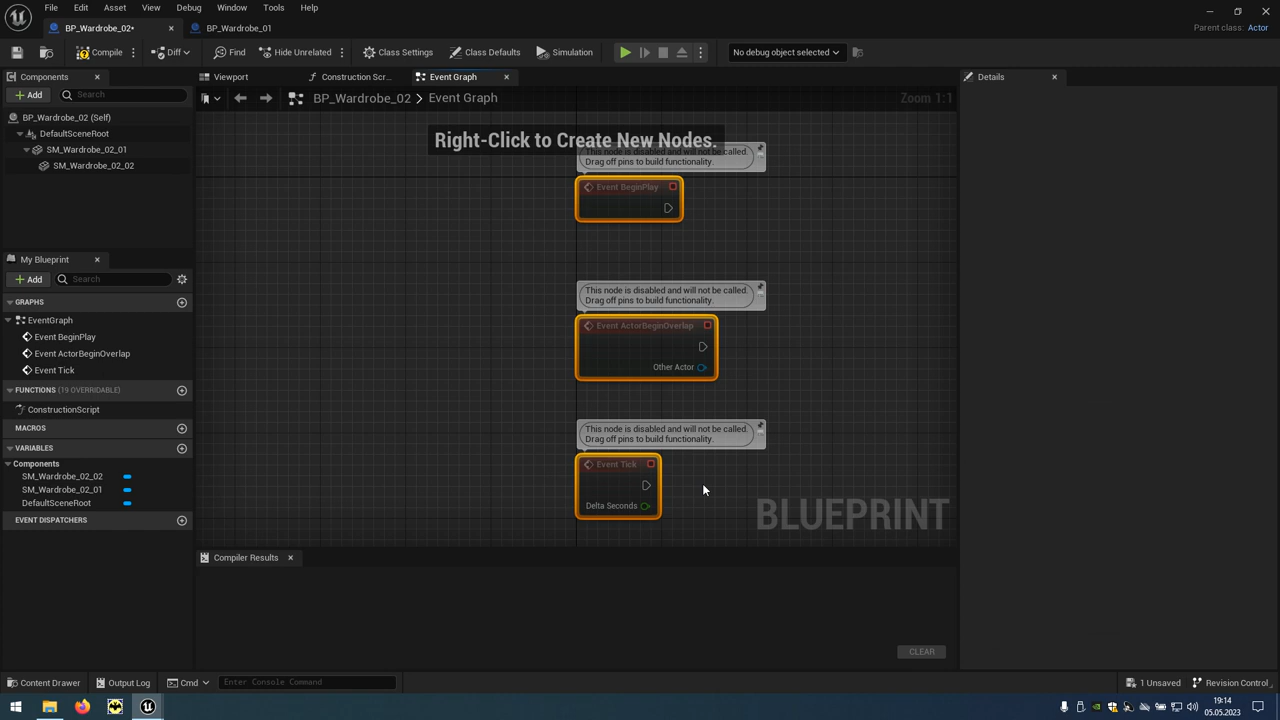 File Edit Asset View Debug Window Tools Help
BP_Wardrobe_02*
BP_Wardrobe_01
Parent class: Actor
Compile
Diff
Find
Hide Unrelated
Class Settings
Class Defaults
Simulation
No debug object selected
Components
Viewport
Construction Scr...
Event Graph
Details
Add
Search
BP_Wardrobe_02 > Event Graph
Zoom 1:1
BP_Wardrobe_02 (Self)
DefaultSceneRoot
SM_Wardrobe_02_01
SM_Wardrobe_02_02
Right-Click to Create New Nodes.
This node is disabled and will not be called.
Drag off pins to build functionality.
Event BeginPlay
This node is disabled and will not be called.
Drag off pins to build functionality.
Event ActorBeginOverlap
Other Actor
This node is disabled and will not be called.
Drag off pins to build functionality.
Event Tick
Delta Seconds
BLUEPRINT
My Blueprint
Add
Search
GRAPHS
EventGraph
Event BeginPlay
Event ActorBeginOverlap
Event Tick
FUNCTIONS (19 OVERRIDABLE)
ConstructionScript
MACROS
VARIABLES
Components
SM_Wardrobe_02_02
SM_Wardrobe_02_01
DefaultSceneRoot
EVENT DISPATCHERS
Compiler Results
CLEAR
Content Drawer
Output Log
Cmd
Enter Console Command
1 Unsaved
Revision Control
19:14
05.05.2023